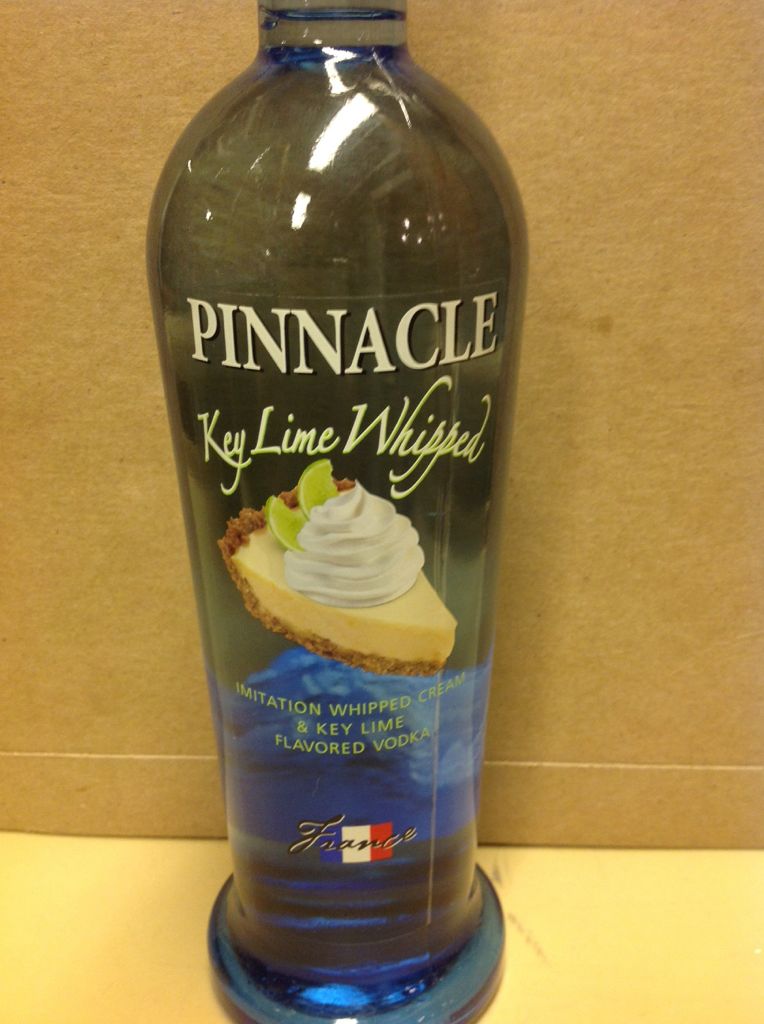 PINNACLE
Key Lime Whipped
IMITATION WHIPPED CREAM
& KEY LIME
FLAVORED VODKA
France